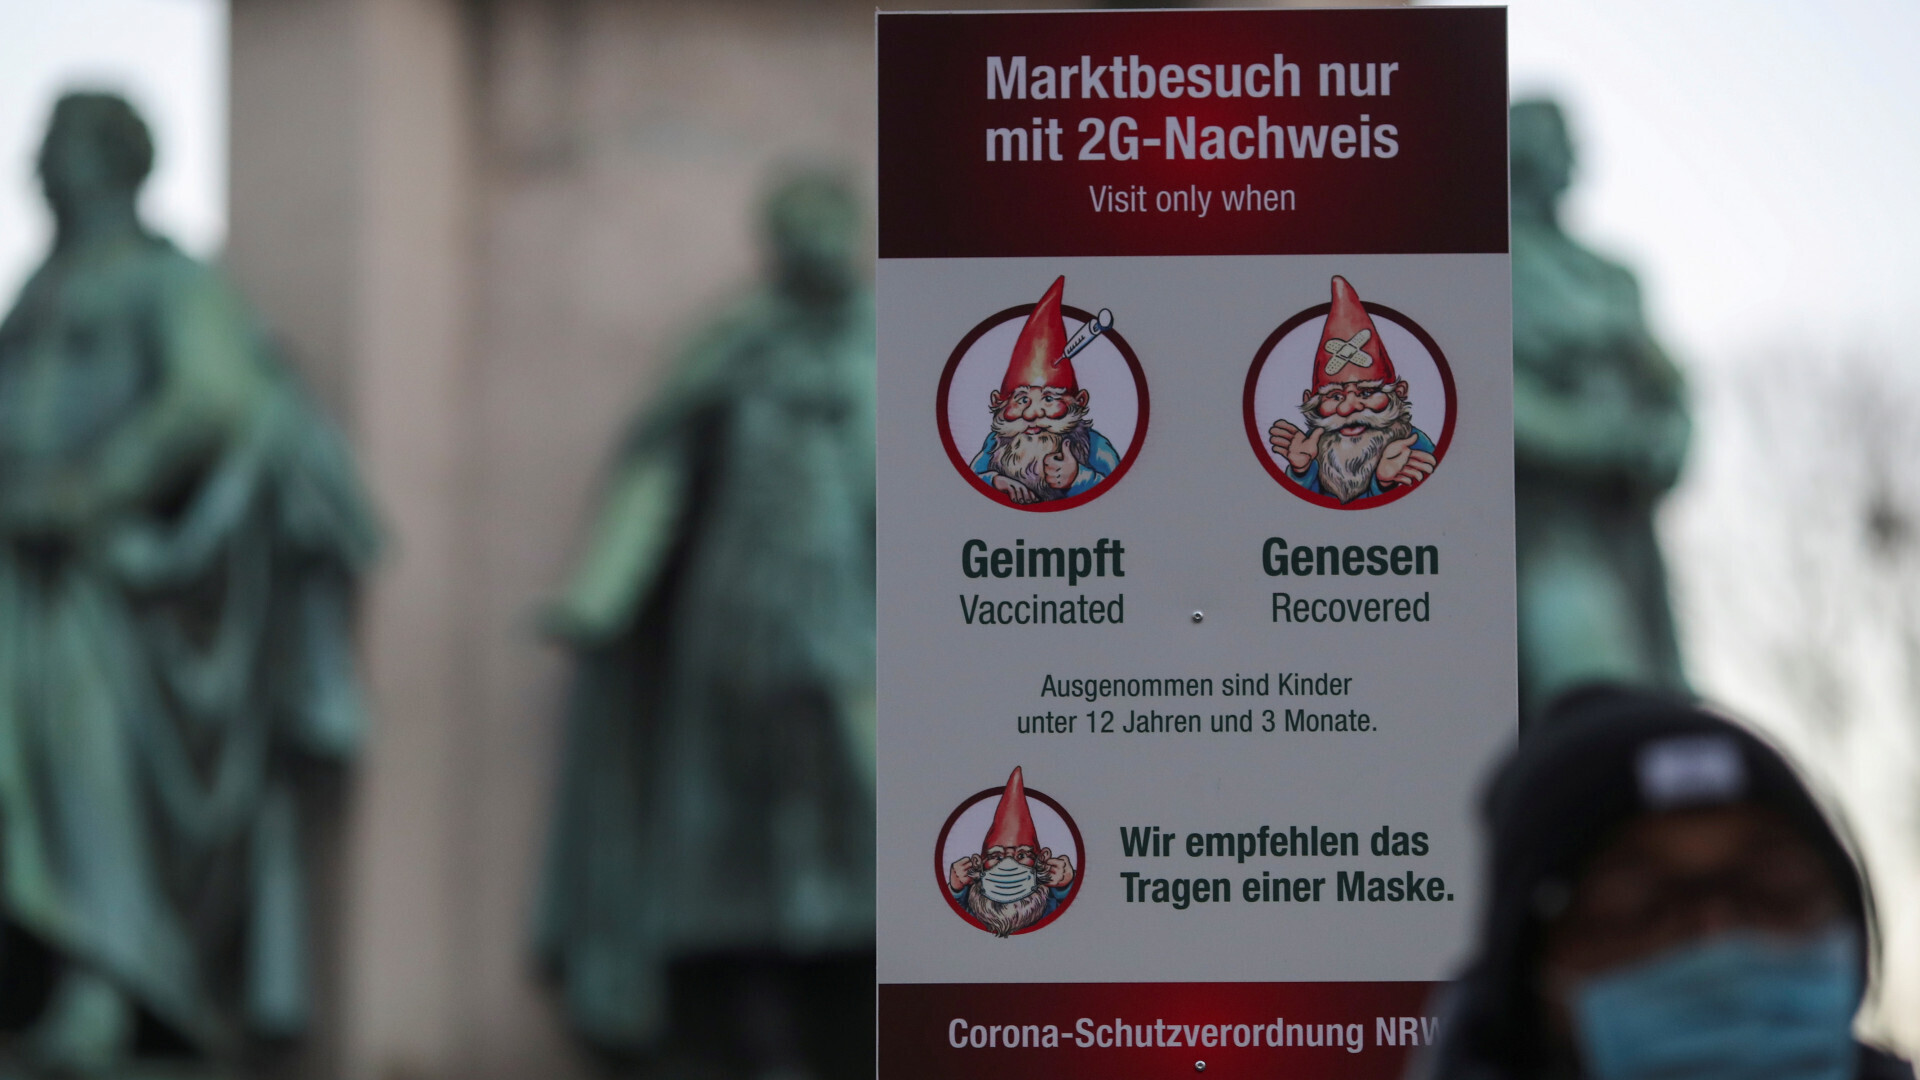 Marktbesuch nur
mit 2G-Nachweis
Visit only when
Geimpft
Vaccinated
Genesen
Recovered
Ausgenommen sind Kinder
unter 12 Jahren und 3 Monate.
Wir empfehlen das
Tragen einer Maske.
Corona-Schutzverordnung NRW